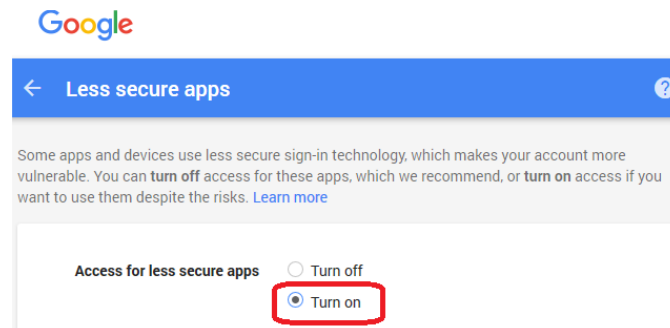 Google
Less secure apps
?
Some apps and devices use less secure sign-in technology, which makes your account more
vulnerable. You can turn off access for these apps, which we recommend, or turn on access if you
want to use them despite the risks. Learn more
Access for less secure apps
Turn off
Turn on